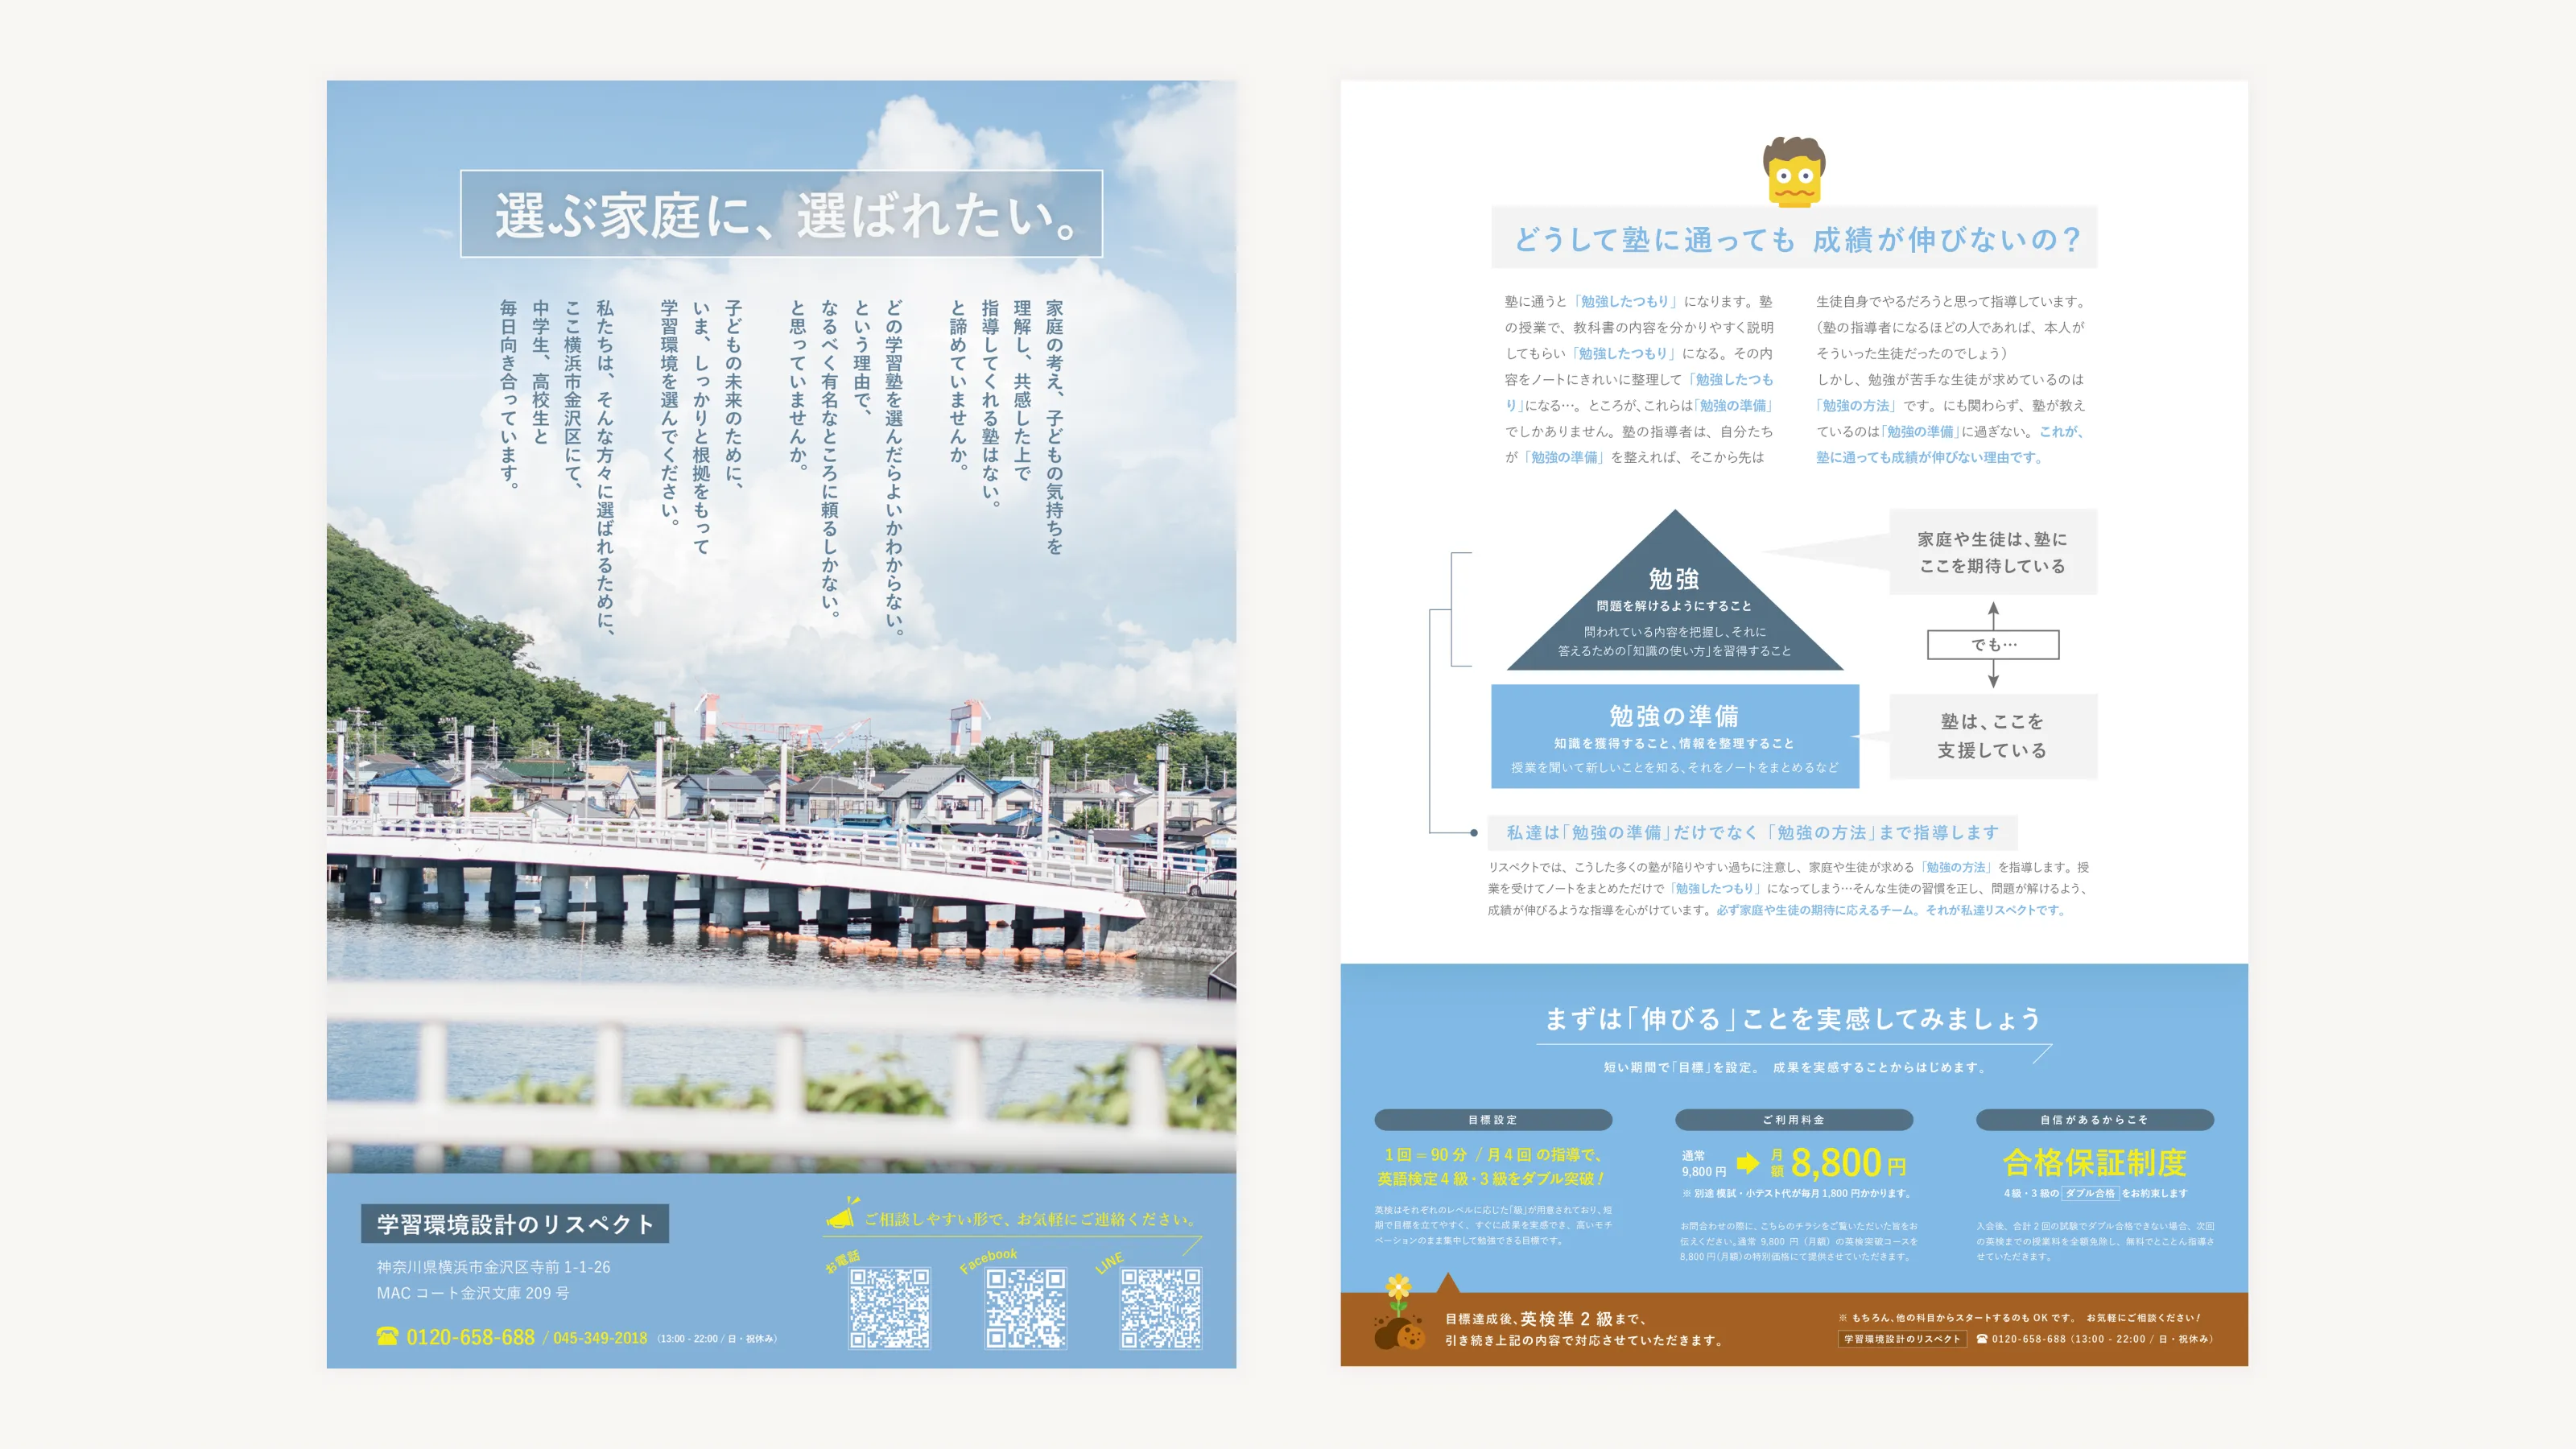 選ぶ家庭に、選ばれたい。
家庭の考え、子どもの気持ちを
理解し、共感した上で
指導してくれる塾はない。
と諦めていませんか。
どの学習塾を選んだらよいかわからない。
という理由で、
なるべく有名なところに頼るしかない。
と思っていませんか。
子どもの未来のために、
いま、しっかりと根拠をもって
学習環境を選んでください。
私たちは、そんな方々に選ばれるために、
ここ横浜市金沢区にて、
中学生、高校生と
毎日向き合っています。
学習環境設計のリスペクト
神奈川県横浜市金沢区寺前 1-1-26
MAC コート金沢文庫 209 号
0120-658-688 / 045-349-2018 (13:00 - 22:00 / 日・祝休み)
ご相談しやすい形で、お気軽にご連絡ください。
お電話
Facebook
LINE
どうして塾に通っても 成績が伸びないの？
塾に通うと「勉強したつもり」になります。塾
の授業で、教科書の内容を分かりやすく説明
してもらい「勉強したつもり」になる。その内
容をノートにきれいに整理して「勉強したつも
り」になる…。ところが、これらは「勉強の準備」
でしかありません。塾の指導者は、自分たち
が「勉強の準備」を整えれば、そこから先は
生徒自身でやるだろうと思って指導しています。
（塾の指導者になるほどの人であれば、本人が
そういった生徒だったのでしょう）
しかし、勉強が苦手な生徒が求めているのは
「勉強の方法」です。にも関わらず、塾が教え
ているのは「勉強の準備」に過ぎない。これが、
塾に通っても成績が伸びない理由です。
勉強
問題を解けるようにすること
問われている内容を把握し、それに
答えるための「知識の使い方」を習得すること
家庭や生徒は、塾に
ここを期待している
でも…
勉強の準備
知識を獲得すること、情報を整理すること
授業を聞いて新しいことを知る、それをノートをまとめるなど
塾は、ここを
支援している
私達は「勉強の準備」だけでなく「勉強の方法」まで指導します
リスペクトでは、こうした多くの塾が陥りやすい過ちに注意し、家庭や生徒が求める「勉強の方法」を指導します。授
業を受けてノートをまとめただけで「勉強したつもり」になってしまう…そんな生徒の習慣を正し、問題が解けるよう、
成績が伸びるような指導を心がけています。必ず家庭や生徒の期待に応えるチーム。それが私達リスペクトです。
まずは「伸びる」ことを実感してみましょう
短い期間で「目標」を設定。 成果を実感することからはじめます。
目標設定
1 回 = 90 分 / 月 4 回 の指導で、
英語検定 4 級・3 級をダブル突破！
英検はそれぞれのレベルに応じた「級」が用意されており、短
期で目標を立てやすく、すぐに成果を実感でき、高いモチ
ベーションのまま集中して勉強できる目標です。
ご利用料金
通常
9,800 円
月額 8,800 円
※ 別途 模試・小テスト代が毎月 1,800 円かかります。
お問合わせの際に、こちらのチラシをご覧いただいた旨をお
伝えください。通常 9,800 円（月額）の英検突破コースを
8,800 円（月額）の特別価格にて提供させていただきます。
自信があるからこそ
合格保証制度
4 級・3 級の ダブル合格 をお約束します
入会後、合計 2 回の試験でダブル合格できない場合、次回
の英検までの授業料を全額免除し、無料でとことん指導さ
せていただきます。
目標達成後、英検準 2 級まで、
引き続き上記の内容で対応させていただきます。
※ もちろん、他の科目からスタートするのも OK です。 お気軽にご相談ください！
学習環境設計のリスペクト 0120-658-688 (13:00 - 22:00 / 日・祝休み)